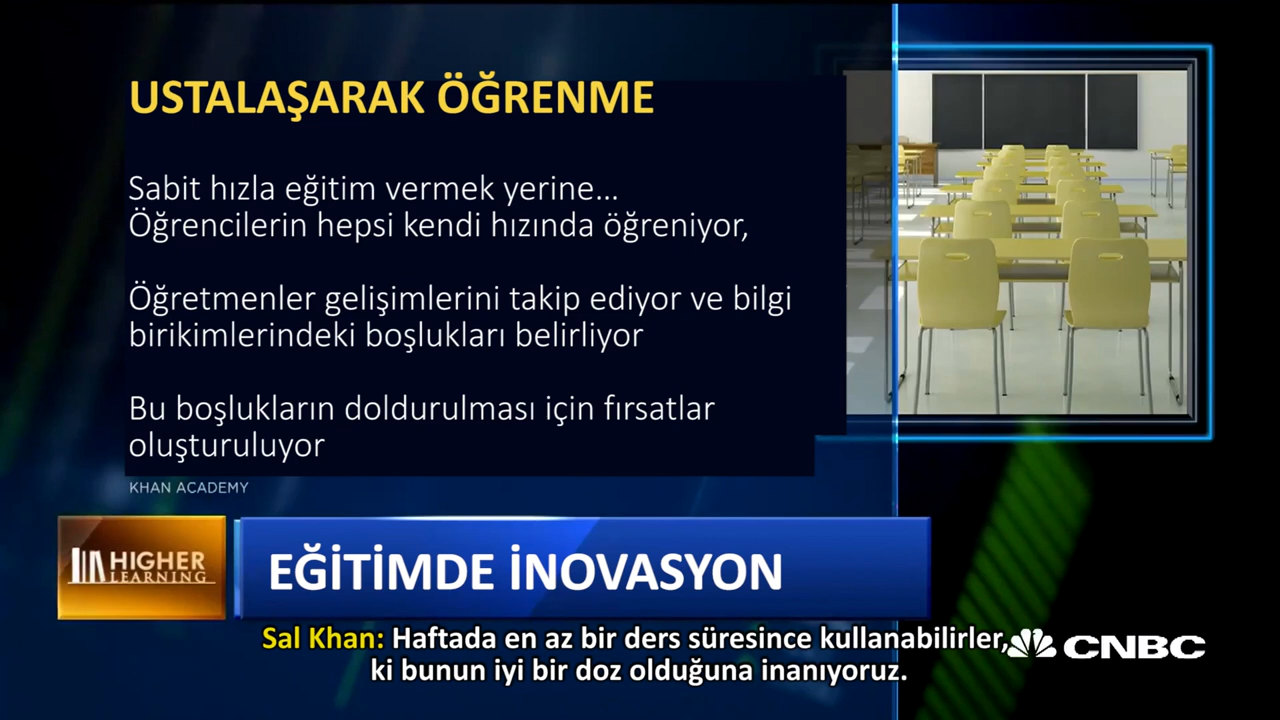 USTALAŞARAK ÖĞRENME
Sabit hızla eğitim vermek yerine...
Öğrencilerin hepsi kendi hızında öğreniyor,
Öğretmenler gelişimlerini takip ediyor ve bilgi
birikimlerindeki boşlukları belirliyor
Bu boşlukların doldurulması için fırsatlar
oluşturuluyor
KHAN ACADEMY
HIGHER
LEARNING
EĞİTİMDE İNOVASYON
Sal Khan: Haftada en az bir ders süresince kullanabilirler,
ki bunun iyi bir doz olduğuna inanıyoruz.
CNBC